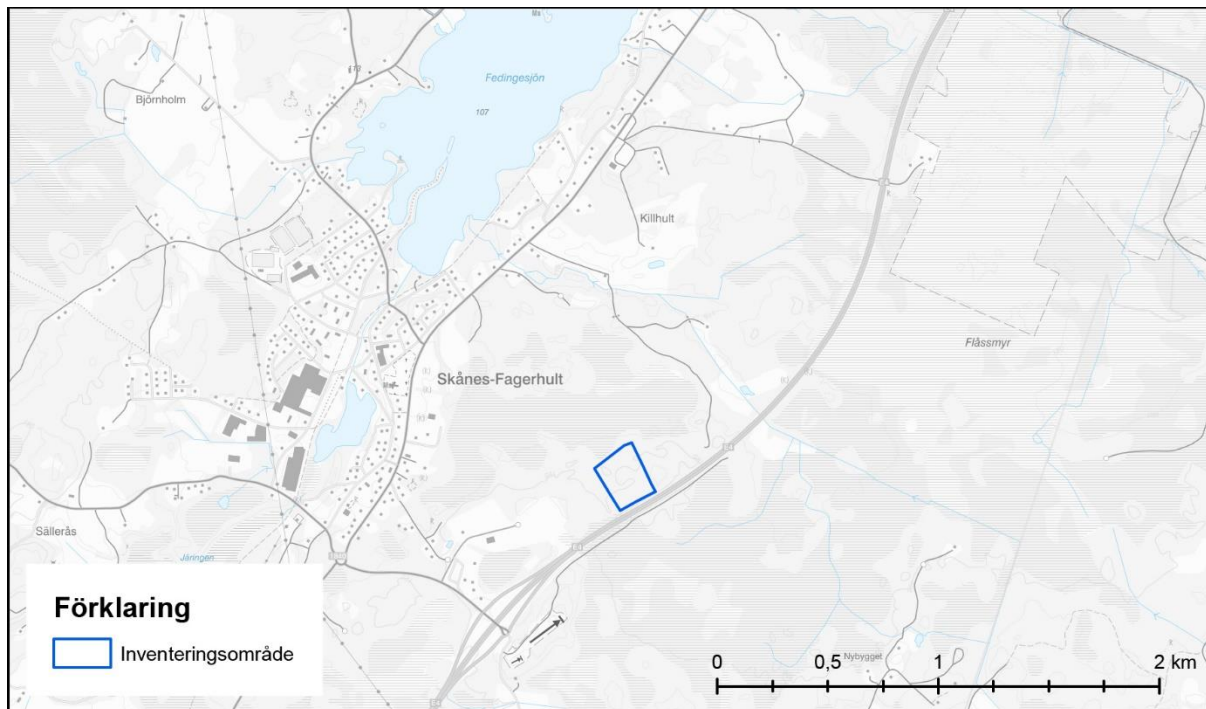 Björnholm
Fedingesjön
107
Killhult
Flåssmyr
Skånes-Fagerhult
Sällerås
Järingen
Nybygget
Förklaring
Inventeringsområde
0 0,5 1 2 km